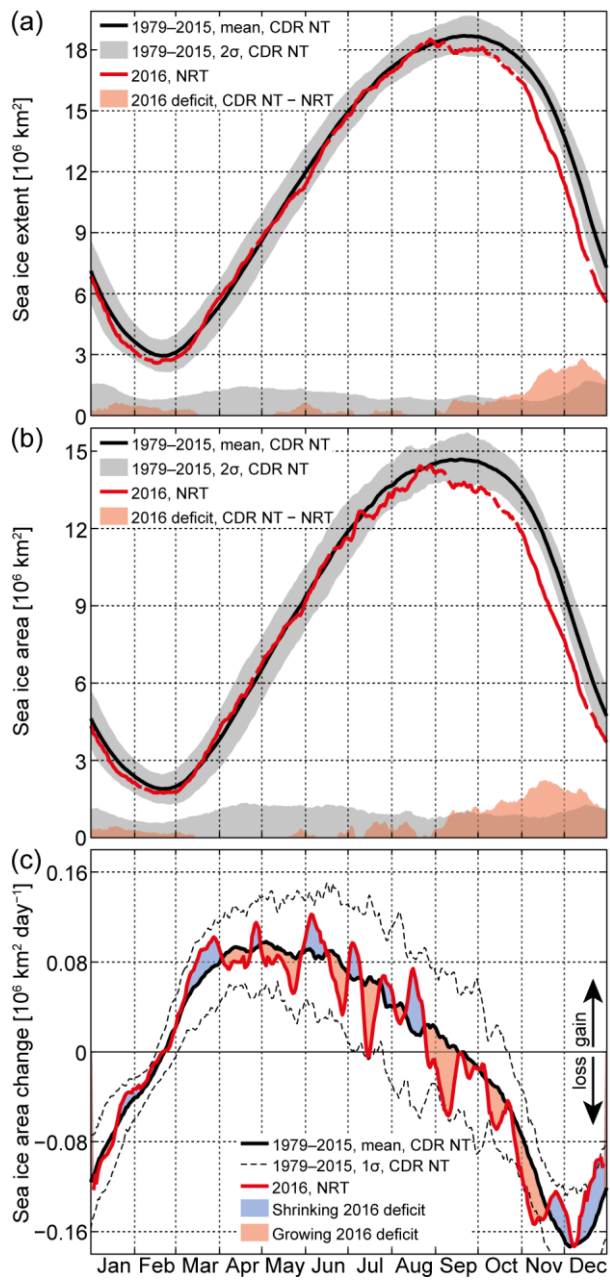 (a)
1979–2015, mean, CDR NT
1979–2015, 2σ, CDR NT
2016, NRT
2016 deficit, CDR NT − NRT
Sea ice extent [10⁶ km²]
18
15
12
9
6
3
0
(b)
1979–2015, mean, CDR NT
1979–2015, 2σ, CDR NT
2016, NRT
2016 deficit, CDR NT − NRT
Sea ice area [10⁶ km²]
15
12
9
6
3
0
(c)
Sea ice area change [10⁶ km² day⁻¹]
0.16
0.08
0
−0.08
−0.16
loss gain
1979–2015, mean, CDR NT
1979–2015, 1σ, CDR NT
2016, NRT
Shrinking 2016 deficit
Growing 2016 deficit
Jan Feb Mar Apr May Jun Jul Aug Sep Oct Nov Dec